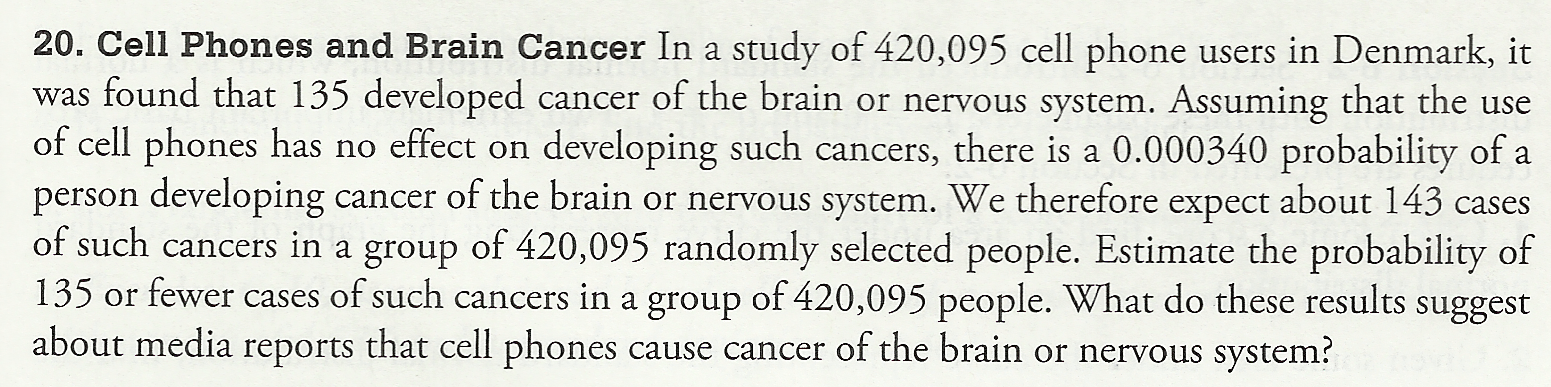 20. Cell Phones and Brain Cancer In a study of 420,095 cell phone users in Denmark, it
was found that 135 developed cancer of the brain or nervous system. Assuming that the use
of cell phones has no effect on developing such cancers, there is a 0.000340 probability of a
person developing cancer of the brain or nervous system. We therefore expect about 143 cases
of such cancers in a group of 420,095 randomly selected people. Estimate the probability of
135 or fewer cases of such cancers in a group of 420,095 people. What do these results suggest
about media reports that cell phones cause cancer of the brain or nervous system?